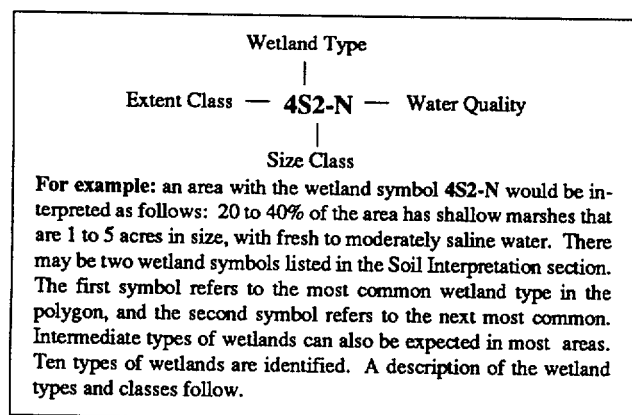 Wetland Type
Extent Class — 4S2-N — Water Quality
Size Class
For example: an area with the wetland symbol 4S2-N would be in-
terpreted as follows: 20 to 40% of the area has shallow marshes that
are 1 to 5 acres in size, with fresh to moderately saline water. There
may be two wetland symbols listed in the Soil Interpretation section.
The first symbol refers to the most common wetland type in the
polygon, and the second symbol refers to the next most common.
Intermediate types of wetlands can also be expected in most areas.
Ten types of wetlands are identified. A description of the wetland
types and classes follow.